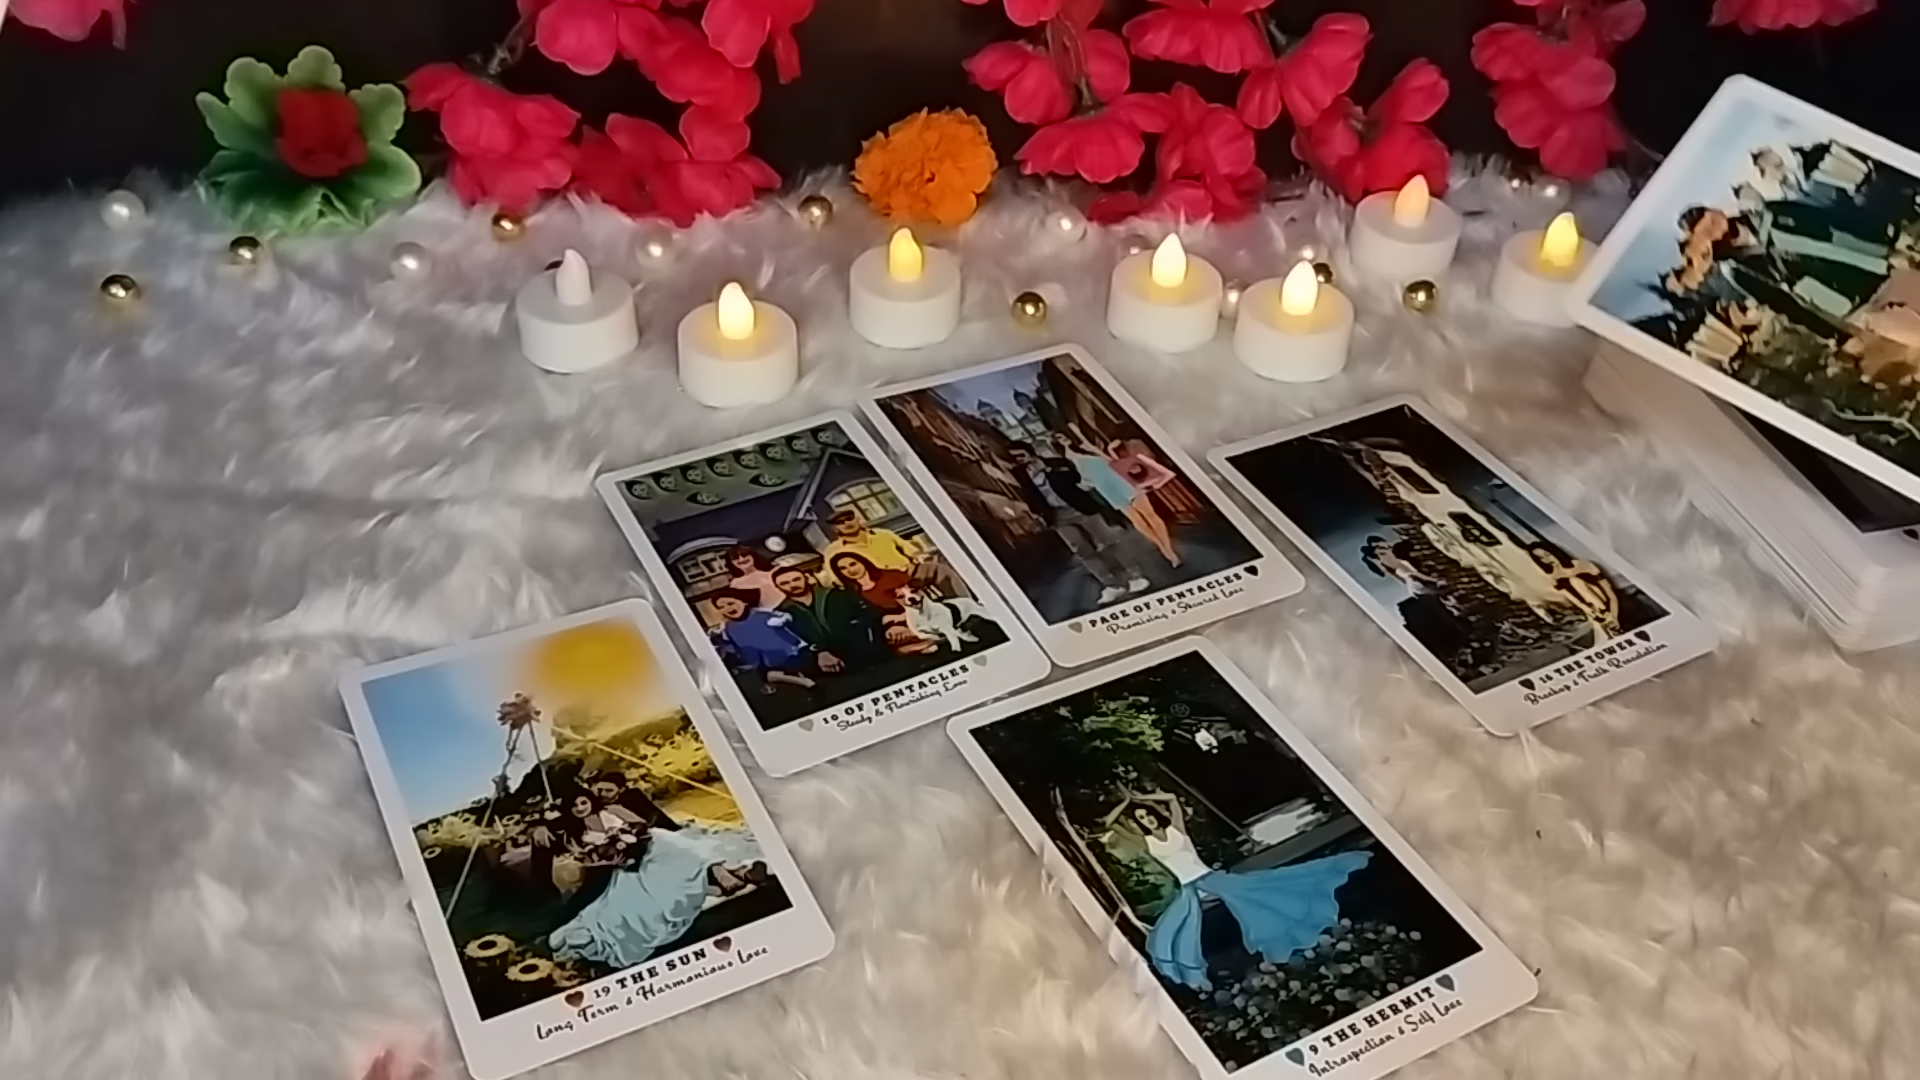 10 OF PENTACLES
Steady & Flourishing Love
PAGE OF PENTACLES
Promising & Secured Love
16 THE TOWER
Breakup & Truth Revelation
19 THE SUN
Long Term & Harmonious Love
9 THE HERMIT
Introspection & Self Love